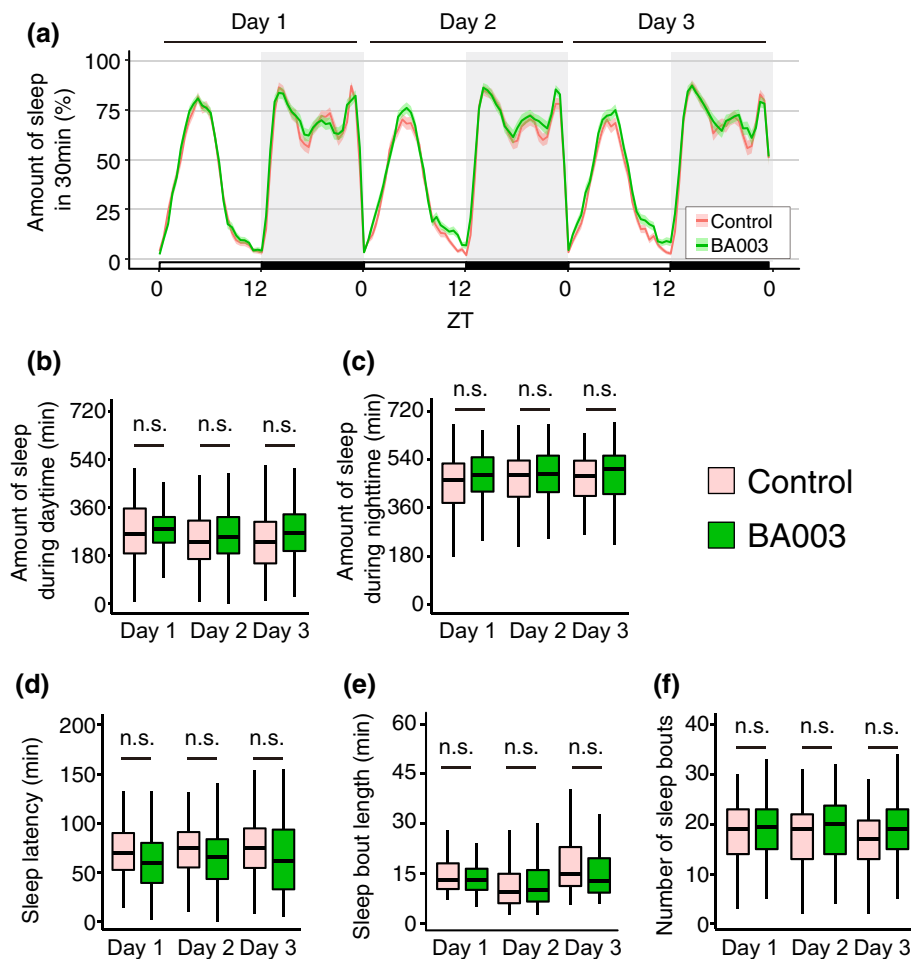 (a)
Day 1 Day 2 Day 3
Amount of sleep
in 30min (%)
100
75
50
25
0
Control
BA003
0 12 0 12 0 12 0
ZT
(b)
Amount of sleep
during daytime (min)
720
540
360
180
0
n.s. n.s. n.s.
Day 1 Day 2 Day 3
(c)
Amount of sleep
during nighttime (min)
720
540
360
180
0
n.s. n.s. n.s.
Day 1 Day 2 Day 3
Control
BA003
(d)
Sleep latency (min)
200
150
100
50
0
n.s. n.s. n.s.
Day 1 Day 2 Day 3
(e)
Sleep bout length (min)
60
45
30
15
0
n.s. n.s. n.s.
Day 1 Day 2 Day 3
(f)
Number of sleep bouts
40
30
20
10
0
n.s. n.s. n.s.
Day 1 Day 2 Day 3